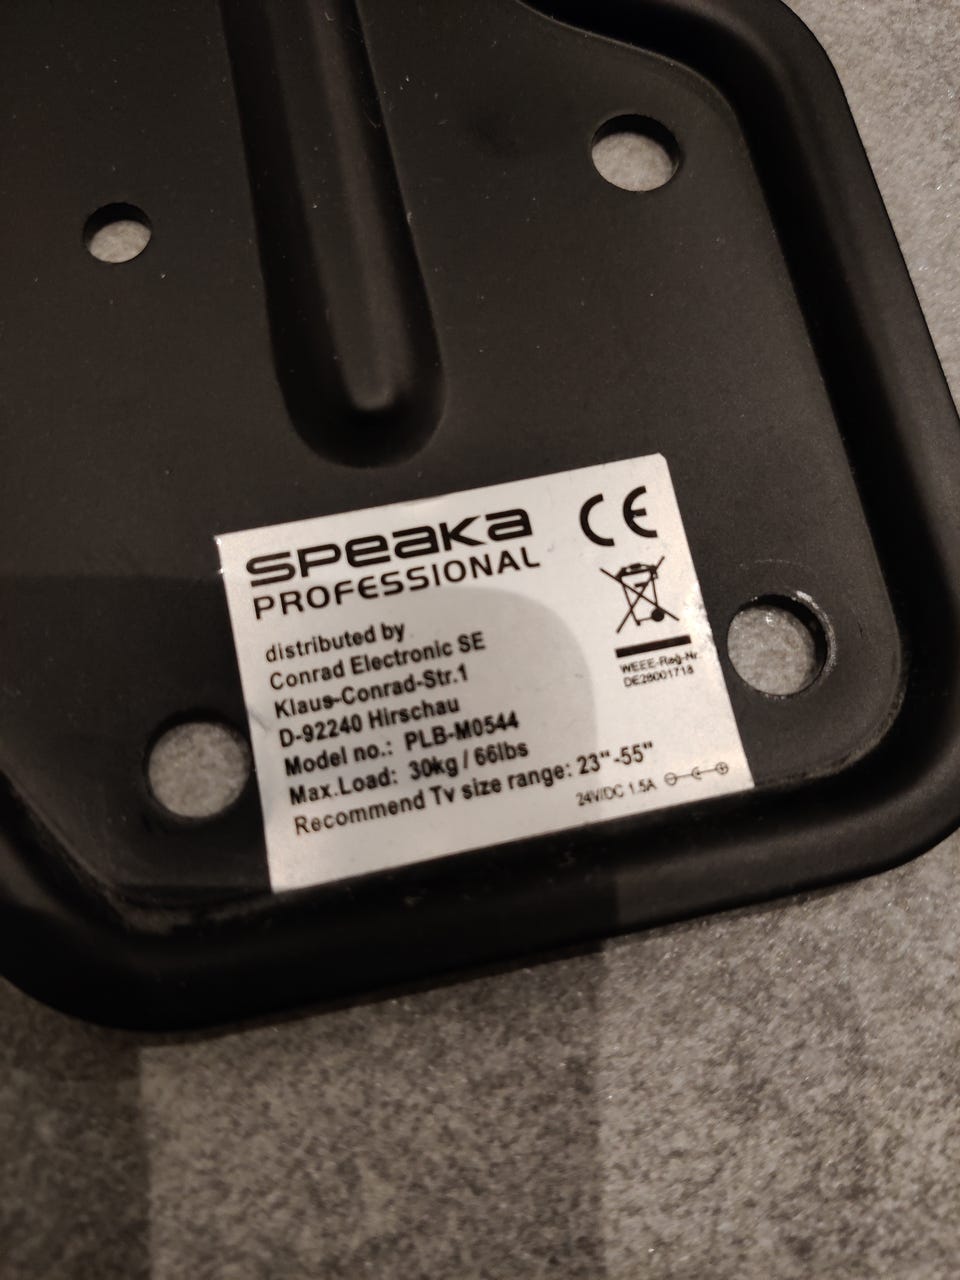 SPEAKA
PROFESSIONAL
CE
distributed by
Conrad Electronic SE
Klaus-Conrad-Str.1
D-92240 Hirschau
Model no.: PLB-M0544
Max.Load: 30kg / 66lbs
Recommend Tv size range: 23"-55"
WEEE-Reg-Nr.
DE28001718
24V/DC 1.5A